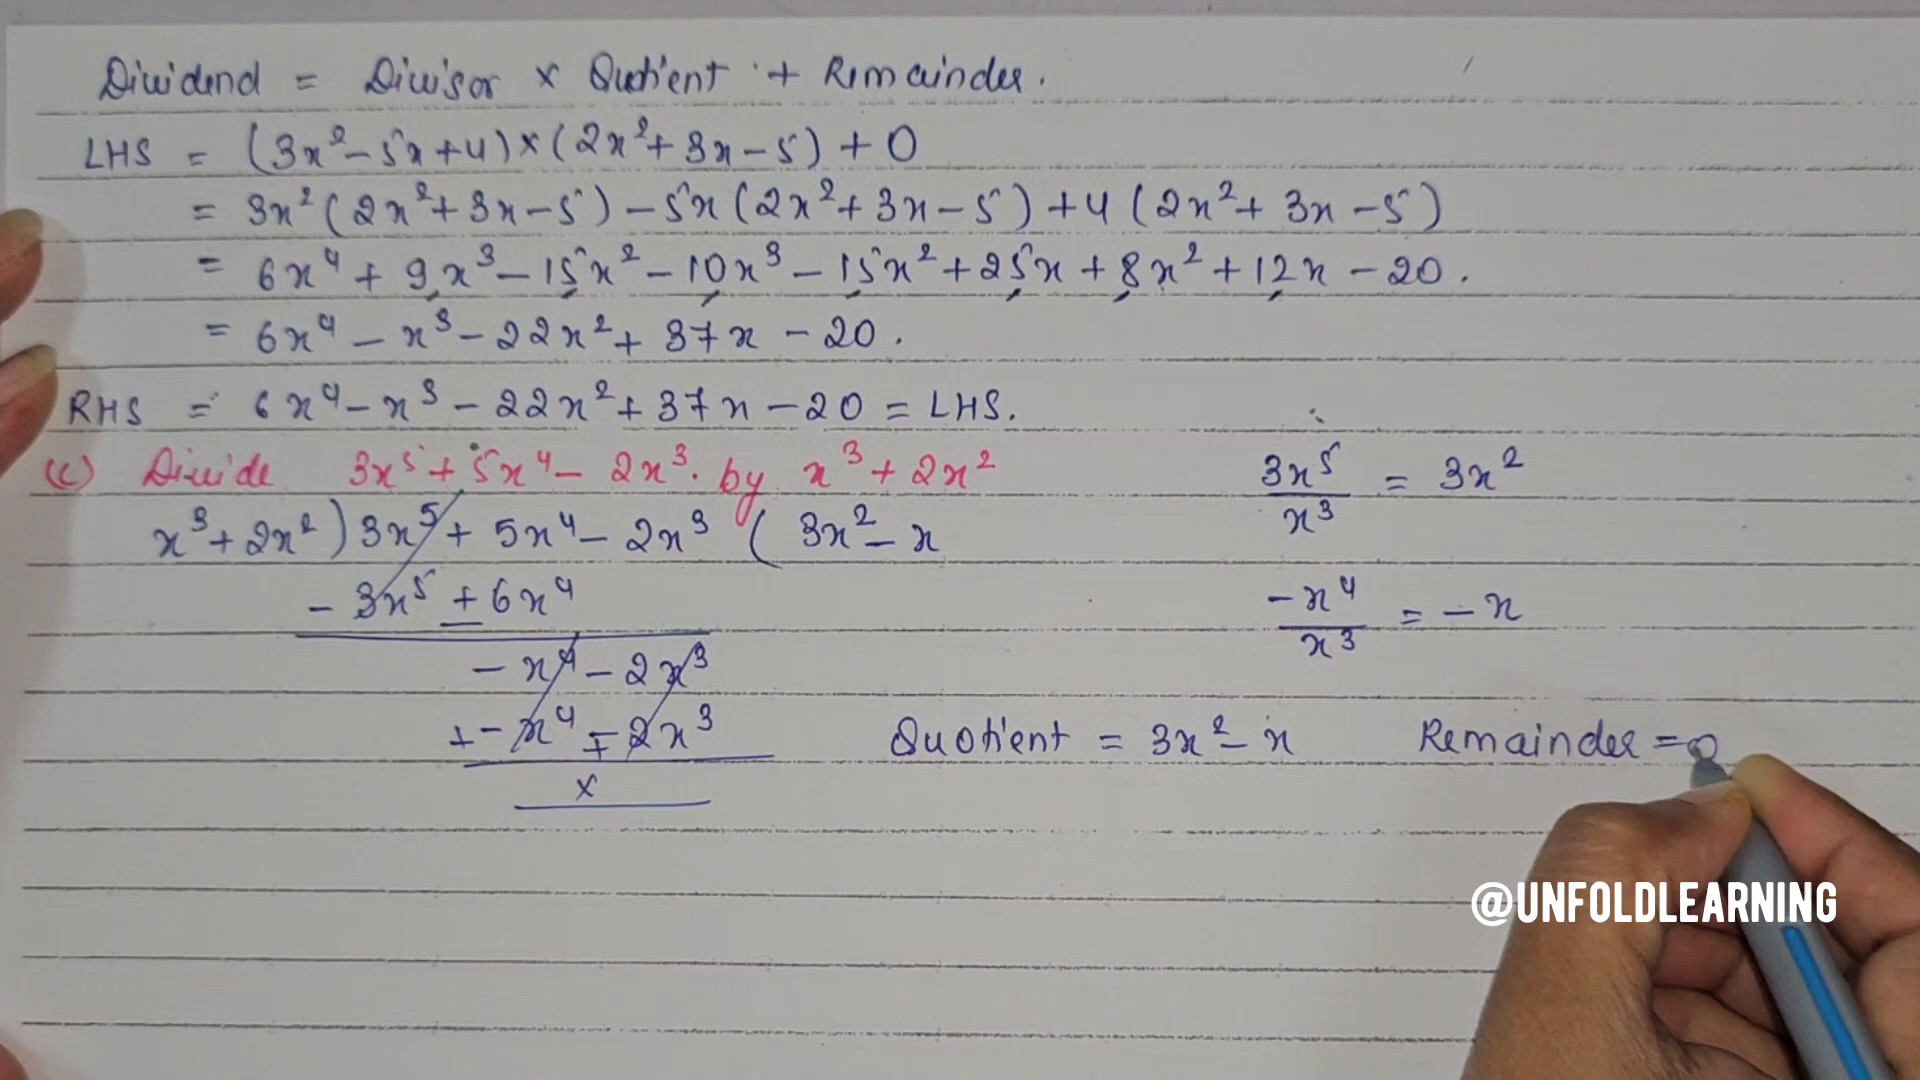 Dividend = Divisor × Quotient + Remainder.
LHS = (3x²-5x+4)×(2x²+3x-5)+0
= 3x²(2x²+3x-5)-5x(2x²+3x-5)+4(2x²+3x-5)
= 6x⁴+9x³-15x²-10x³-15x²+25x+8x²+12x-20.
= 6x⁴-x³-22x²+37x-20.
RHS = 6x⁴-x³-22x²+37x-20 = LHS.
(c) Divide 3x⁵+5x⁴-2x³. by x³+2x²
x³+2x²)3x⁵+5x⁴-2x³(3x²-x
- 3x⁵ + 6x⁴
- x⁴ - 2x³
+- x⁴ +- 2x³
x
3x⁵/x³ = 3x²
-x⁴/x³ = -x
Quotient = 3x²-x Remainder = 0
@UNFOLDLEARNING